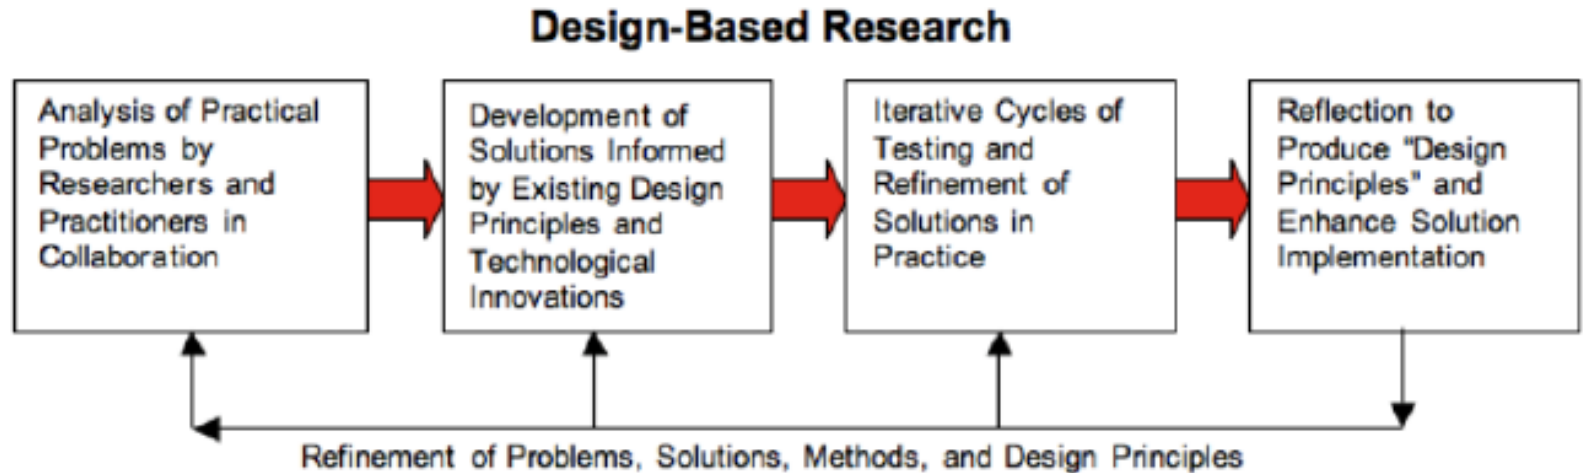 Design-Based Research
Analysis of Practical
Problems by
Researchers and
Practitioners in
Collaboration
Development of
Solutions Informed
by Existing Design
Principles and
Technological
Innovations
Iterative Cycles of
Testing and
Refinement of
Solutions in
Practice
Reflection to
Produce "Design
Principles" and
Enhance Solution
Implementation
Refinement of Problems, Solutions, Methods, and Design Principles